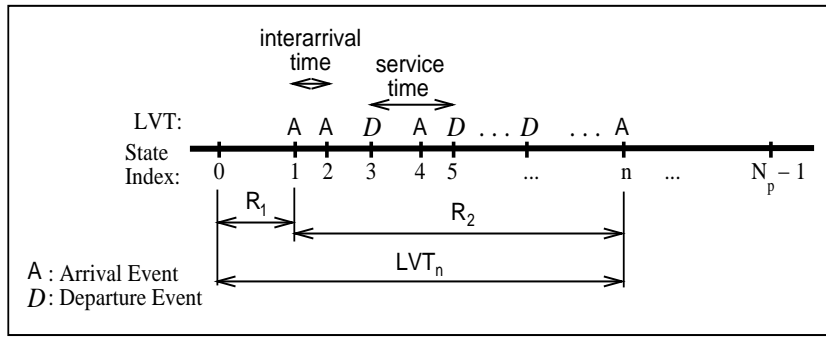 interarrival
time
service
time
LVT: A A D A D . . . D . . . A
State
Index: 0 1 2 3 4 5 ... n ... N_p – 1
R_1
R_2
LVT_n
A : Arrival Event
D : Departure Event